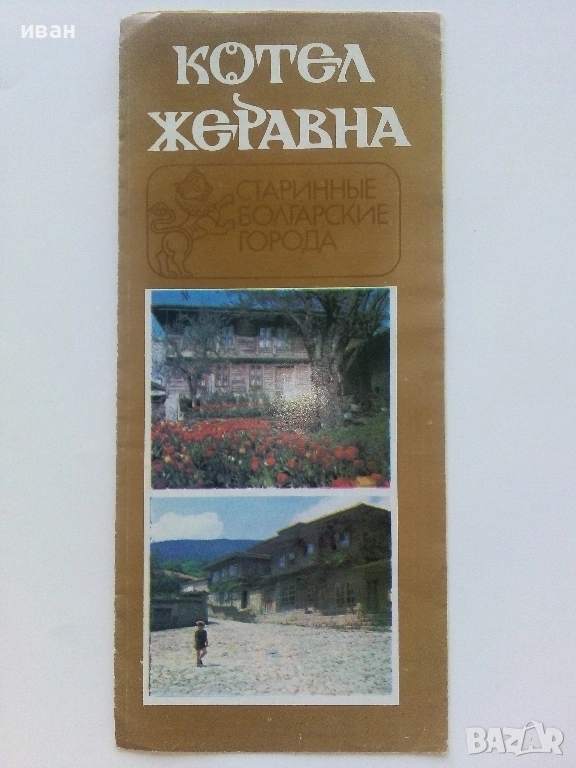 иван
КОТЕЛ
ЖЕРАВНА
СТАРИННЫЕ
БОЛГАРСКИЕ
ГОРОДА
BAZAR